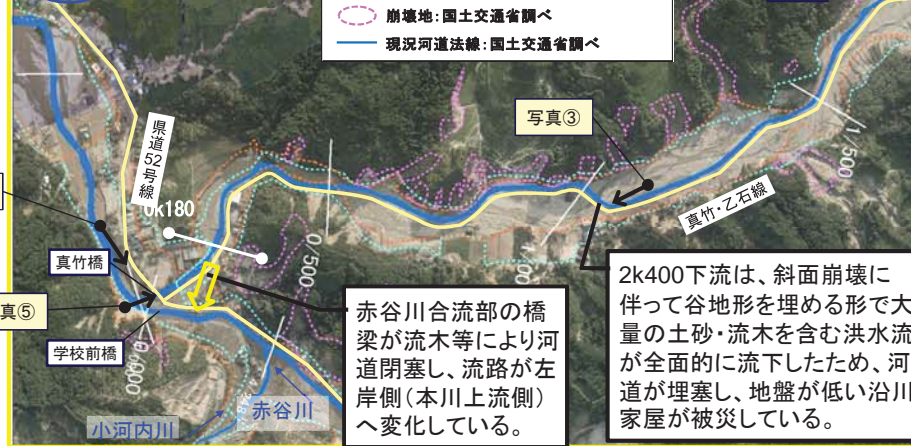 崩壊地:国土交通省調べ
現況河道法線:国土交通省調べ
写真③
県道52号線
0k180
真竹橋
真⑤
学校前橋
0/000
0/500
1/500
真竹・乙石線
小河内川
赤谷川
赤谷川合流部の橋
梁が流木等により河
道閉塞し、流路が左
岸側(本川上流側)
へ変化している。
2k400下流は、斜面崩壊に
伴って谷地形を埋める形で大
量の土砂・流木を含む洪水流
が全面的に流下したため、河
道が埋塞し、地盤が低い沿川
家屋が被災している。